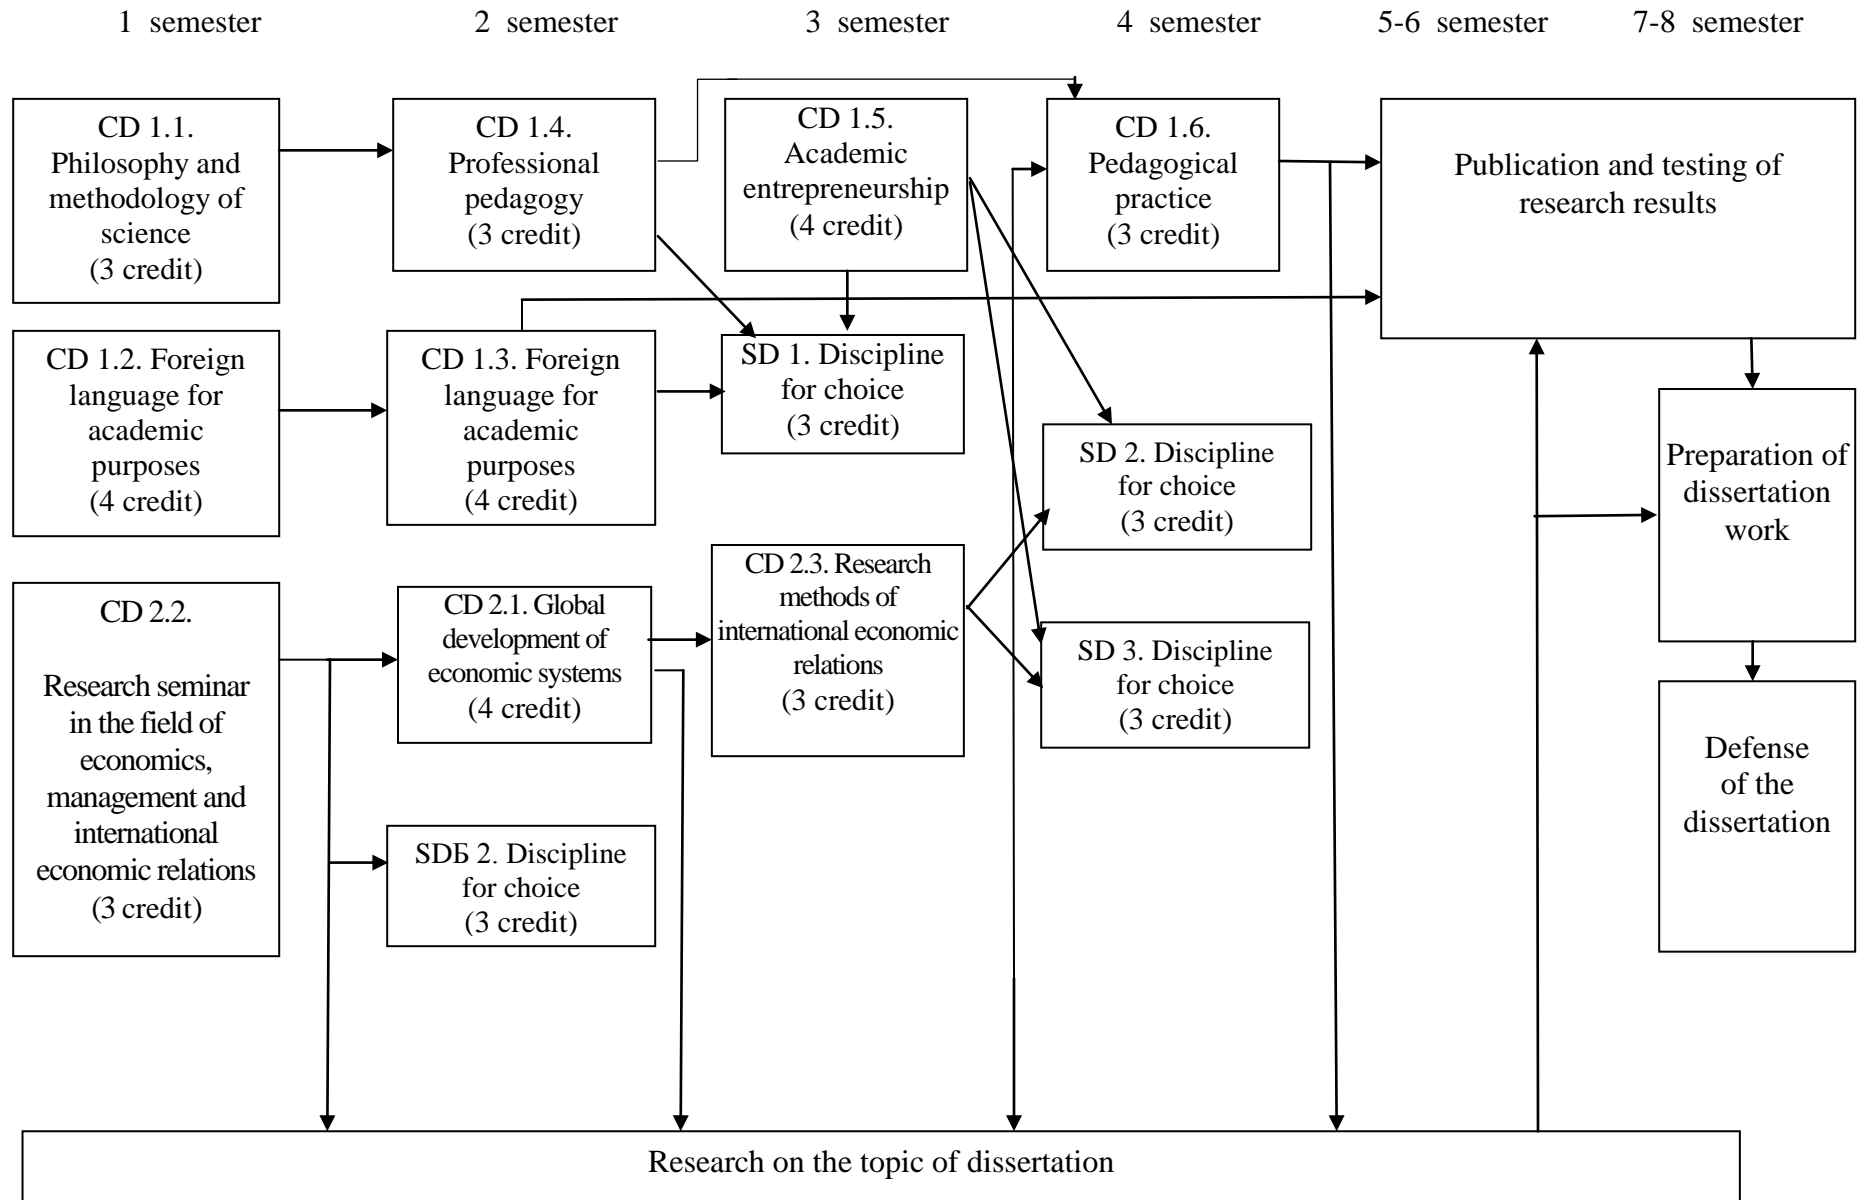 1 semester
2 semester
3 semester
4 semester
5-6 semester
7-8 semester
CD 1.1.
Philosophy and
methodology of
science
(3 credit)
CD 1.4.
Professional
pedagogy
(3 credit)
CD 1.5.
Academic
entrepreneurship
(4 credit)
CD 1.6.
Pedagogical
practice
(3 credit)
Publication and testing of
research results
CD 1.2. Foreign
language for
academic
purposes
(4 credit)
CD 1.3. Foreign
language for
academic
purposes
(4 credit)
SD 1. Discipline
for choice
(3 credit)
SD 2. Discipline
for choice
(3 credit)
Preparation of
dissertation
work
CD 2.2.
Research seminar
in the field of
economics,
management and
international
economic relations
(3 credit)
CD 2.1. Global
development of
economic systems
(4 credit)
CD 2.3. Research
methods of
international economic
relations
(3 credit)
SD 3. Discipline
for choice
(3 credit)
Defense
of the
dissertation
SDБ 2. Discipline
for choice
(3 credit)
Research on the topic of dissertation